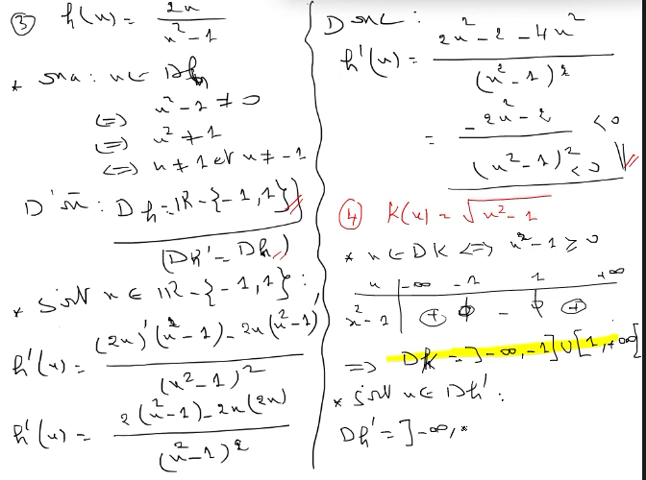 ③ h(x) = 2x / (x² - 1)
* on a : x ∈ Dh
⟺ x² - 1 ≠ 0
⟺ x² ≠ 1
⟺ x ≠ 1 et x ≠ -1
D'où : Dh = ℝ - {-1, 1}
(Dh' = Dh)
* soit x ∈ ℝ - {-1, 1} :
h'(x) = ((2x)'(x² - 1) - 2x(x² - 1)') / (x² - 1)²
h'(x) = (2(x² - 1) - 2x(2x)) / (x² - 1)²
Donc :
h'(x) = (2x² - 2 - 4x²) / (x² - 1)²
= (-2x² - 2) / (x² - 1)² < 0
< 0
④ K(x) = √(x² - 1)
* x ∈ DK ⟺ x² - 1 ≥ 0
x | -∞ -1 1 +∞
x² - 1 | + 0 - 0 +
⟹ Dk = ]-∞, -1] ∪ [1, +∞[
* soit x ∈ Dh' :
Dh' = ]-∞, *